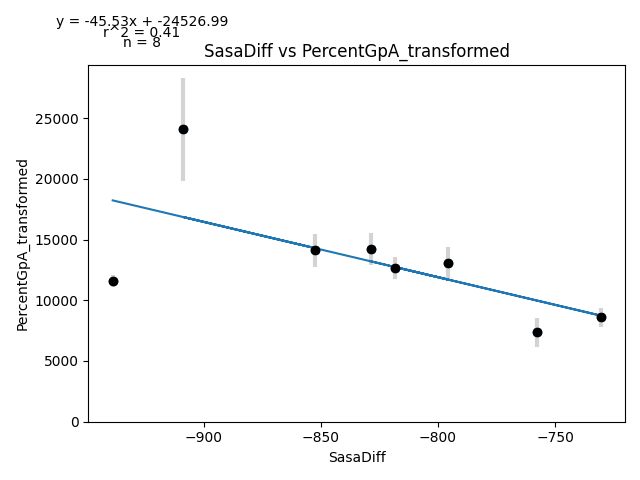 y = -45.53x + -24526.99
r^2 = 0.41
n = 8
SasaDiff vs PercentGpA_transformed
PercentGpA_transformed
25000
20000
15000
10000
5000
0
−900
−850
−800
−750
SasaDiff